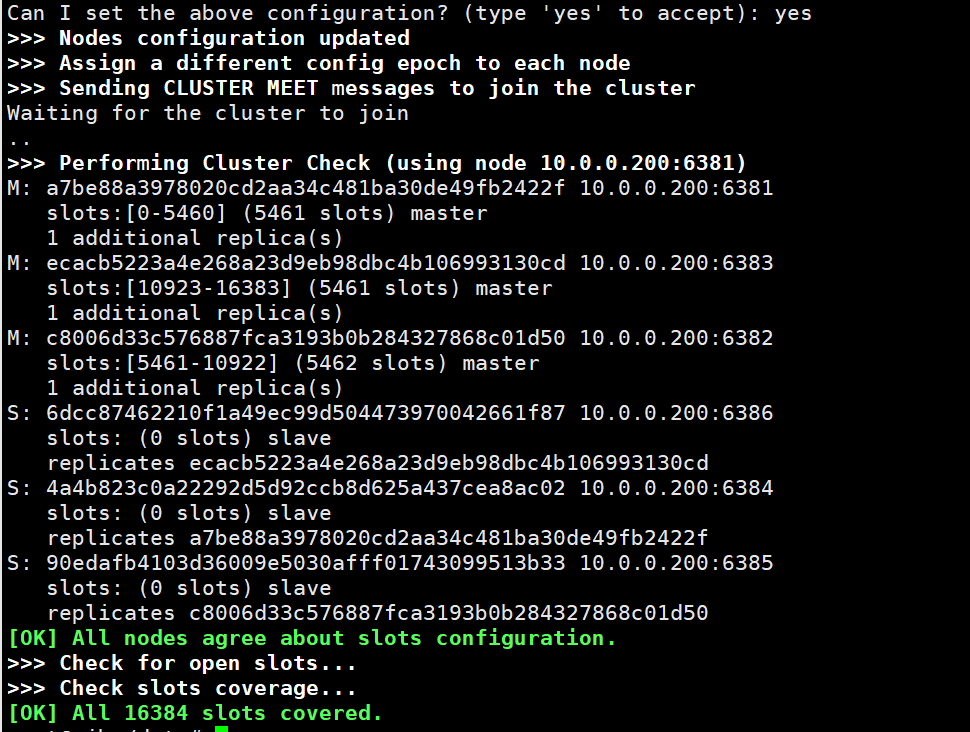 Can I set the above configuration? (type 'yes' to accept): yes
>>> Nodes configuration updated
>>> Assign a different config epoch to each node
>>> Sending CLUSTER MEET messages to join the cluster
Waiting for the cluster to join
..
>>> Performing Cluster Check (using node 10.0.0.200:6381)
M: a7be88a3978020cd2aa34c481ba30de49fb2422f 10.0.0.200:6381
   slots:[0-5460] (5461 slots) master
   1 additional replica(s)
M: ecacb5223a4e268a23d9eb98dbc4b106993130cd 10.0.0.200:6383
   slots:[10923-16383] (5461 slots) master
   1 additional replica(s)
M: c8006d33c576887fca3193b0b284327868c01d50 10.0.0.200:6382
   slots:[5461-10922] (5462 slots) master
   1 additional replica(s)
S: 6dcc87462210f1a49ec99d504473970042661f87 10.0.0.200:6386
   slots: (0 slots) slave
   replicates ecacb5223a4e268a23d9eb98dbc4b106993130cd
S: 4a4b823c0a22292d5d92ccb8d625a437cea8ac02 10.0.0.200:6384
   slots: (0 slots) slave
   replicates a7be88a3978020cd2aa34c481ba30de49fb2422f
S: 90edafb4103d36009e5030afff01743099513b33 10.0.0.200:6385
   slots: (0 slots) slave
   replicates c8006d33c576887fca3193b0b284327868c01d50
[OK] All nodes agree about slots configuration.
>>> Check for open slots...
>>> Check slots coverage...
[OK] All 16384 slots covered.